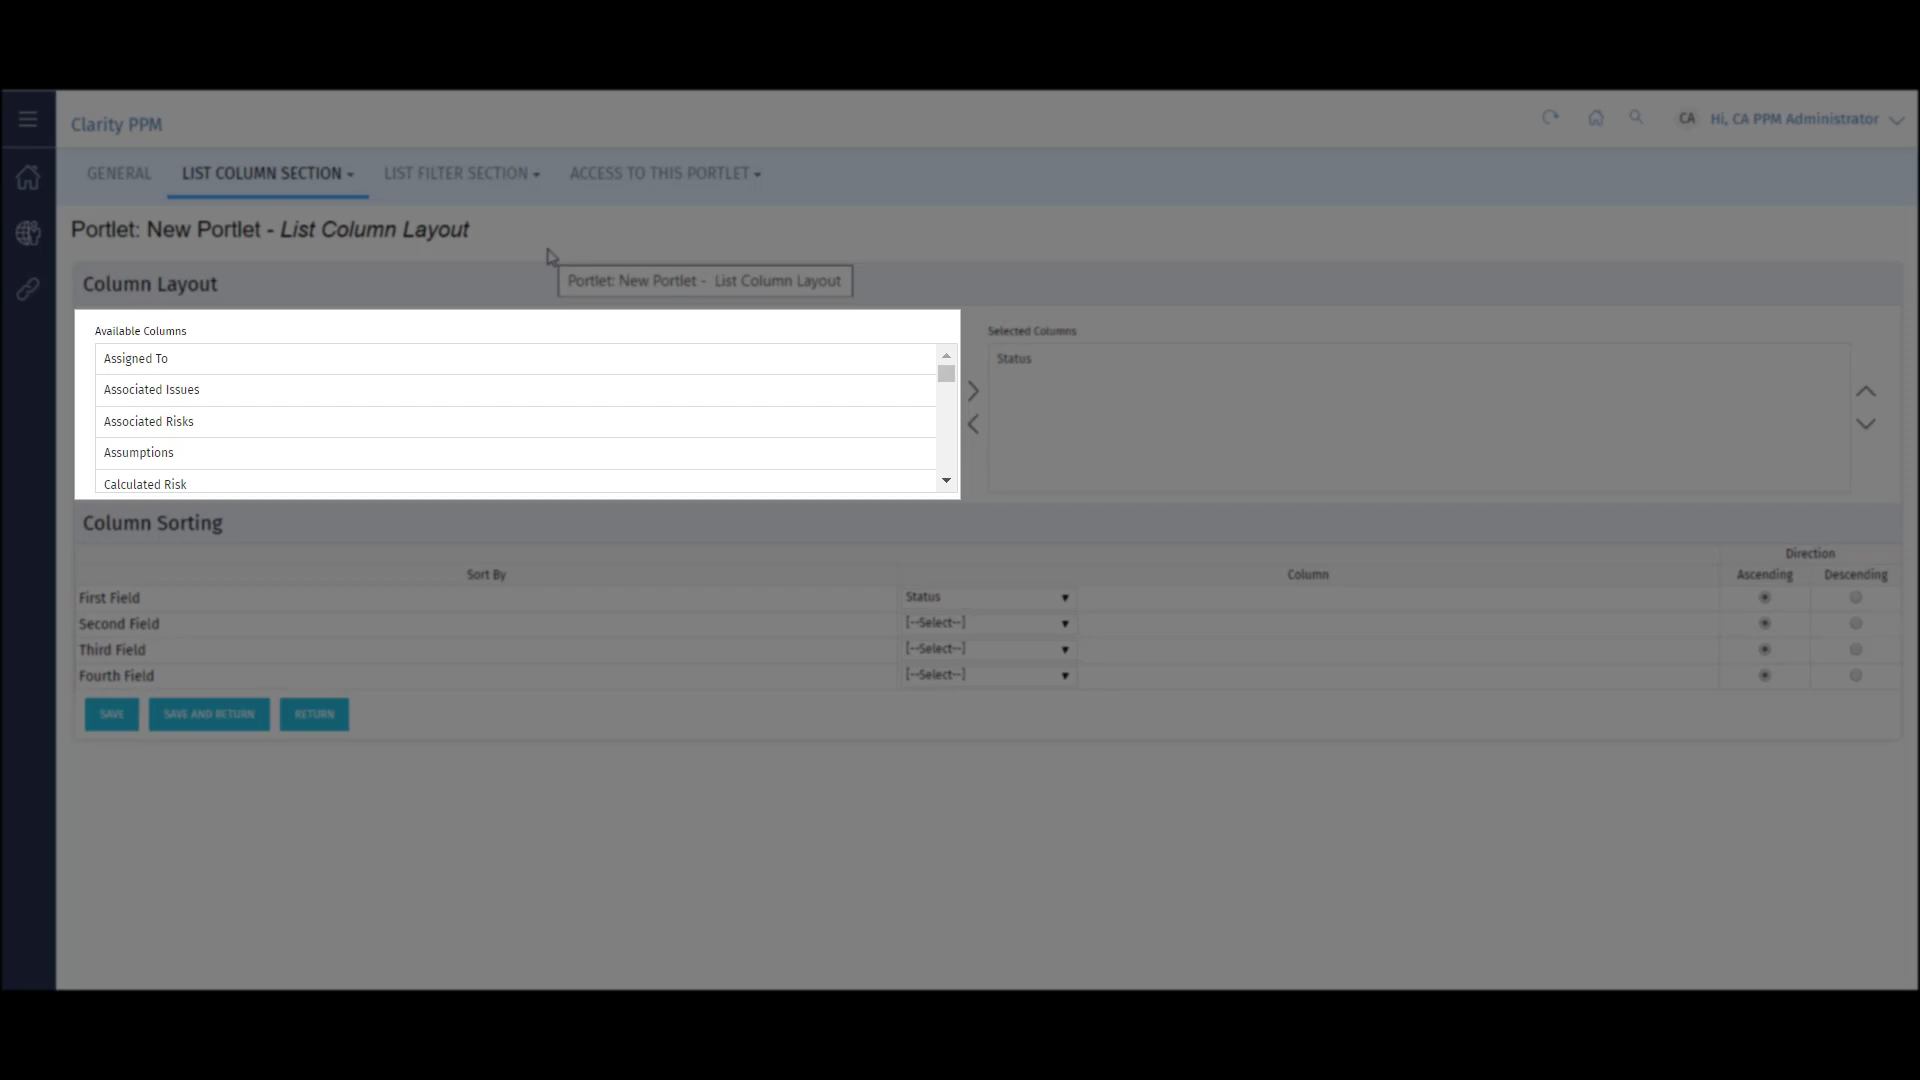 Clarity PPM
CA Hi, CA PPM Administrator
GENERAL LIST COLUMN SECTION LIST FILTER SECTION ACCESS TO THIS PORTLET
Portlet: New Portlet - List Column Layout
Portlet: New Portlet - List Column Layout
Column Layout
Available Columns
Assigned To
Associated Issues
Associated Risks
Assumptions
Calculated Risk
Selected Columns
Status
Column Sorting
Direction
Sort By Column Ascending Descending
First Field Status
Second Field [--Select--]
Third Field [--Select--]
Fourth Field [--Select--]
SAVE SAVE AND RETURN RETURN